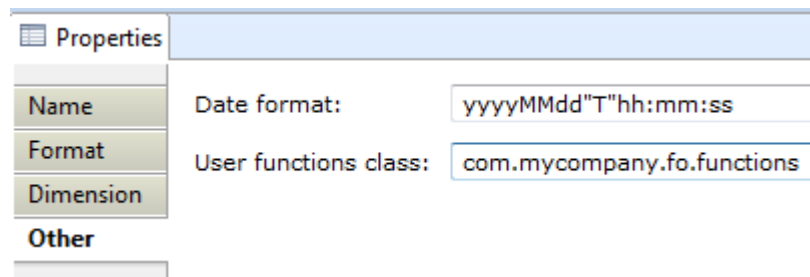 Properties
Name
Date format: yyyyMMdd"T"hh:mm:ss
Format
User functions class: com.mycompany.fo.functions
Dimension
Other